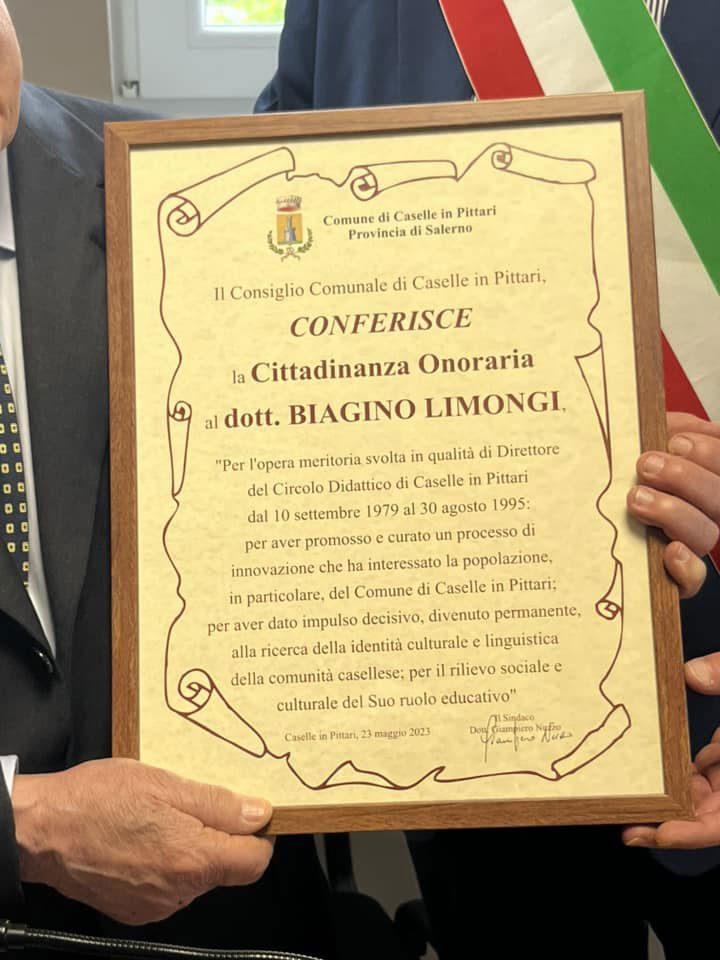 Comune di Caselle in Pittari
Provincia di Salerno
Il Consiglio Comunale di Caselle in Pittari,
CONFERISCE
la Cittadinanza Onoraria
al dott. BIAGINO LIMONGI,
"Per l'opera meritoria svolta in qualità di Direttore
del Circolo Didattico di Caselle in Pittari
dal 10 settembre 1979 al 30 agosto 1995:
per aver promosso e curato un processo di
innovazione che ha interessato la popolazione,
in particolare, del Comune di Caselle in Pittari;
per aver dato impulso decisivo, divenuto permanente,
alla ricerca della identità culturale e linguistica
della comunità casellese; per il rilievo sociale e
culturale del Suo ruolo educativo"
Caselle in Pittari, 23 maggio 2023
Il Sindaco
Dott. Giampiero Nuzzo
Giampiero Nuzzo